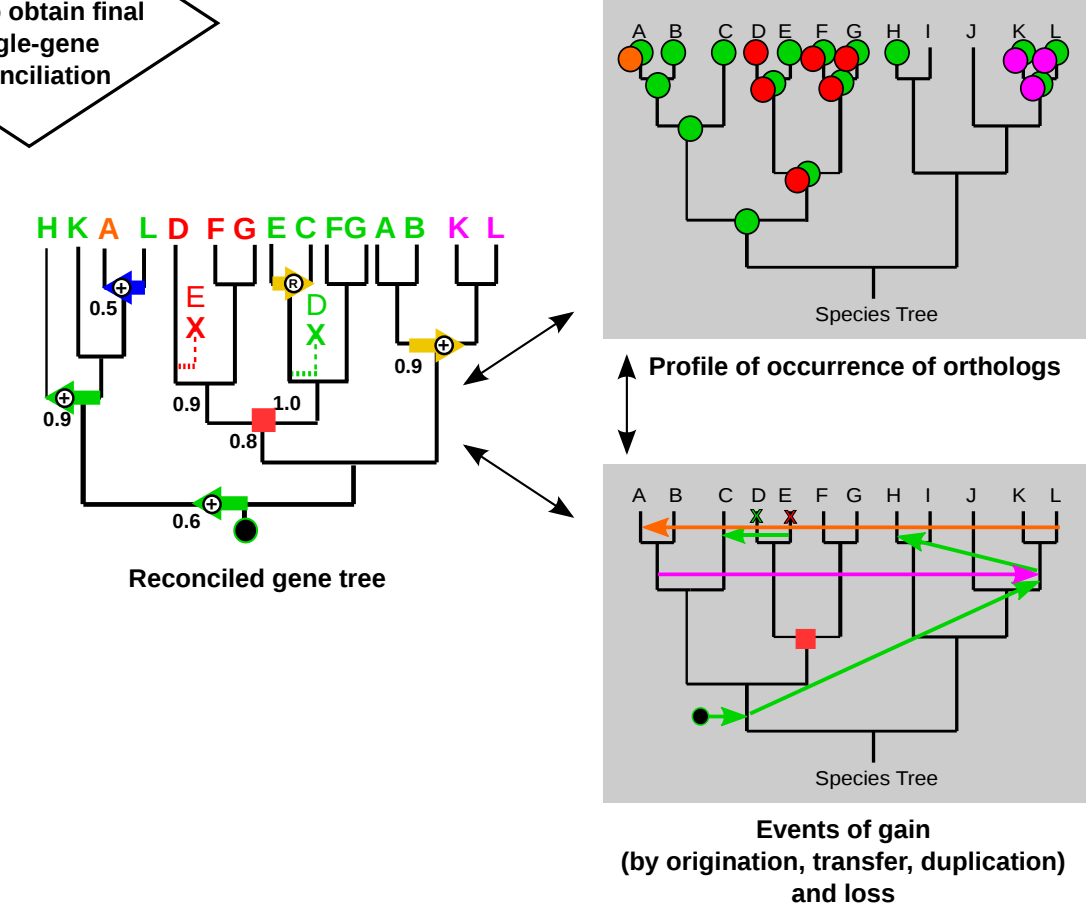 obtain final
gle-gene
nciliation
A B C D E F G H I J K L
Species Tree
Profile of occurrence of orthologs
H K A L D F G E C F G A B K L
0.5
E
X
D
X
R
0.9
0.9
1.0
0.9
0.8
0.6
Reconciled gene tree
A B C D E F G H I J K L
X X
Species Tree
Events of gain
(by origination, transfer, duplication)
and loss